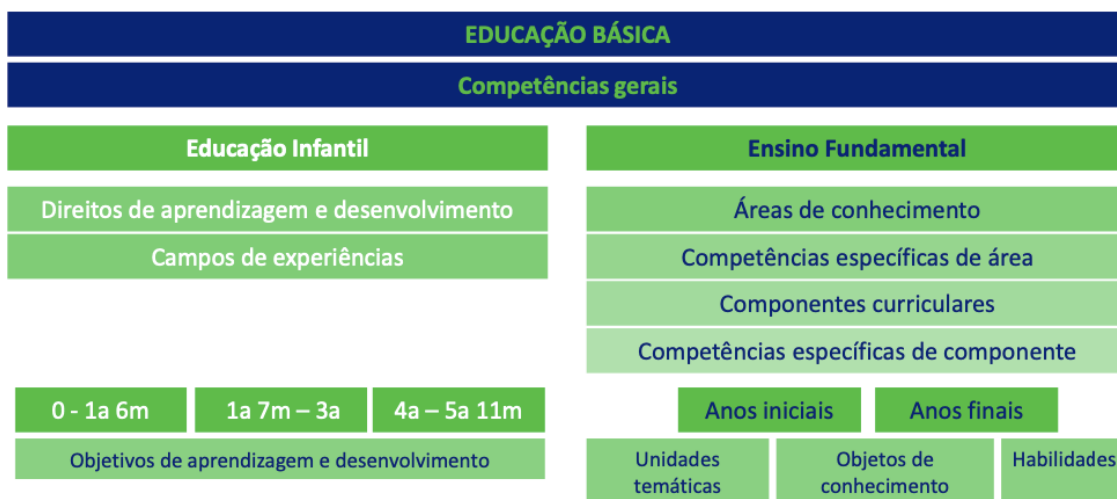 EDUCAÇÃO BÁSICA
Competências gerais
Educação Infantil
Direitos de aprendizagem e desenvolvimento
Campos de experiências
0 - 1a 6m
1a 7m – 3a
4a – 5a 11m
Objetivos de aprendizagem e desenvolvimento
Ensino Fundamental
Áreas de conhecimento
Competências específicas de área
Componentes curriculares
Competências específicas de componente
Anos iniciais
Anos finais
Unidades
temáticas
Objetos de
conhecimento
Habilidades